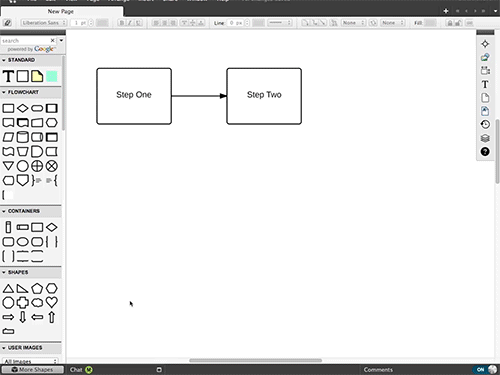 New Page
Liberation Sans
1 pt
B
I
U
Line:
0 px
None
None
Fill:
search
powered by Google™
STANDARD
T
FLOWCHART
CONTAINERS
SHAPES
USER IMAGES
All Images
More Shapes
Step One
Step Two
T
?
Chat
Comments
ON